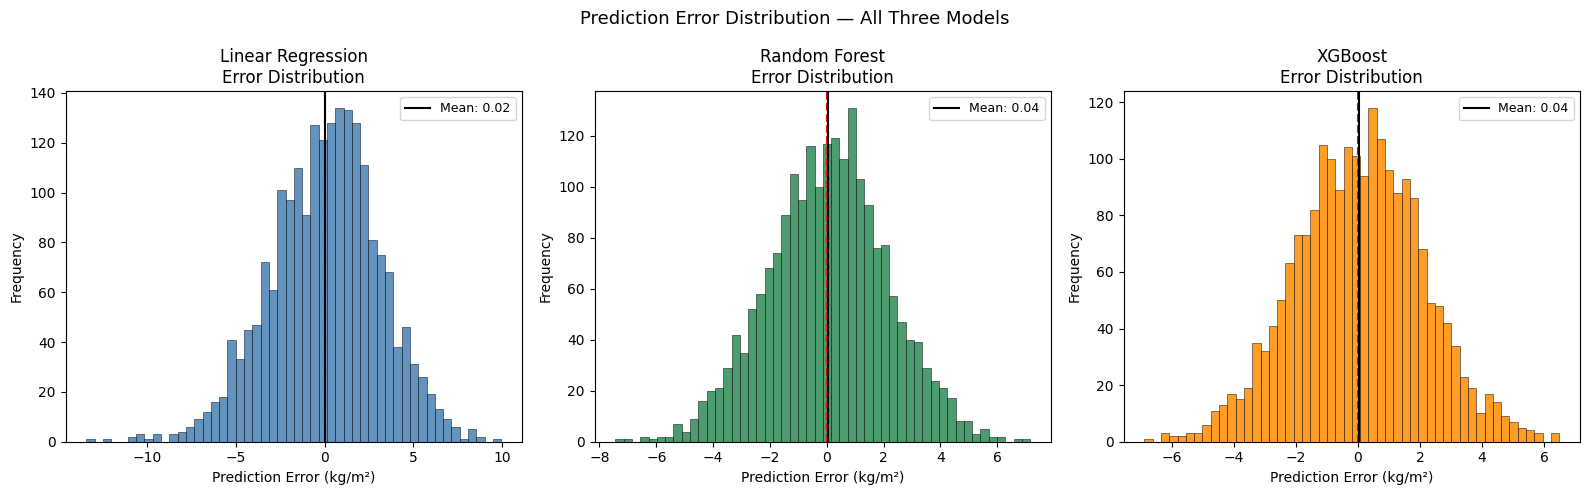 Prediction Error Distribution — All Three Models
Linear Regression
Error Distribution
Mean: 0.02
140
120
100
80
60
40
20
0
Frequency
−10
−5
0
5
10
Prediction Error (kg/m²)
Random Forest
Error Distribution
Mean: 0.04
120
100
80
60
40
20
0
Frequency
−8
−6
−4
−2
0
2
4
6
Prediction Error (kg/m²)
XGBoost
Error Distribution
Mean: 0.04
120
100
80
60
40
20
0
Frequency
−6
−4
−2
0
2
4
6
Prediction Error (kg/m²)